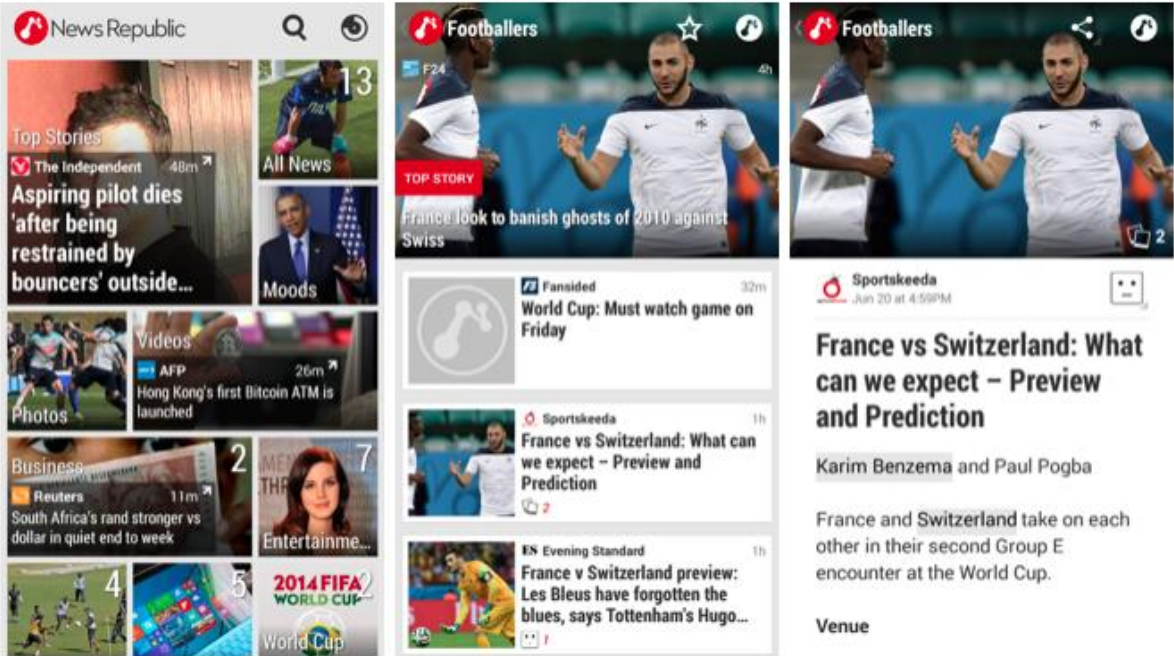 News Republic
13
Top Stories
The Independent 48m
Aspiring pilot dies
'after being
restrained by
bouncers' outside...
All News
Moods
Photos
Videos
AFP 26m
Hong Kong's first Bitcoin ATM is
launched
Business
2
Reuters 11m
South Africa's rand stronger vs
dollar in quiet end to week
7
Entertainme...
4
5
2014 FIFA
WORLD CUP
2
World Cup
Footballers
F24 4h
TOP STORY
France look to banish ghosts of 2010 against
Swiss
Fansided 32m
World Cup: Must watch game on
Friday
Sportskeeda 1h
France vs Switzerland: What can
we expect – Preview and
Prediction
2
ES Evening Standard 1h
France v Switzerland preview:
Les Bleus have forgotten the
blues, says Tottenham's Hugo...
1
Footballers
2
Sportskeeda
Jun 20 at 4:59PM
France vs Switzerland: What
can we expect – Preview
and Prediction
Karim Benzema and Paul Pogba
France and Switzerland take on each
other in their second Group E
encounter at the World Cup.
Venue